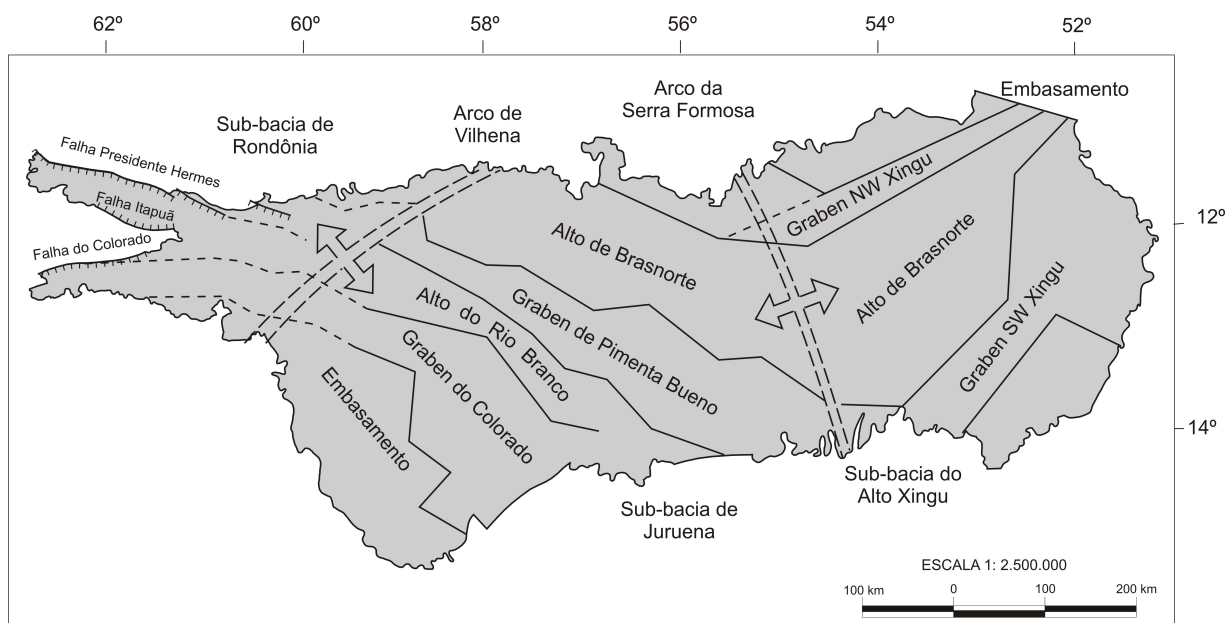 62º
60º
58º
56º
54º
52º
Arco da
Serra Formosa
Embasamento
Arco de
Vilhena
Sub-bacia de
Rondônia
Falha Presidente Hermes
Falha Itapuã
Falha do Colorado
Graben NW Xingu
12º
Alto de Brasnorte
Alto de Brasnorte
Alto do Rio Branco
Graben de Pimenta Bueno
Graben SW Xingu
Graben do Colorado
Embasamento
14º
Sub-bacia do
Alto Xingu
Sub-bacia de
Juruena
ESCALA 1: 2.500.000
100 km
0
100
200 km